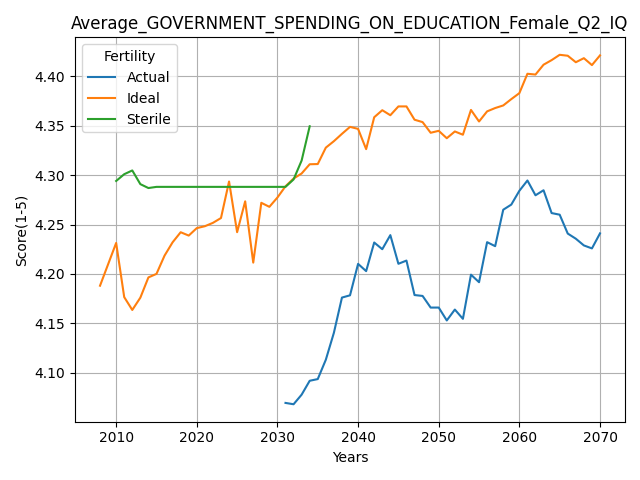 Average_GOVERNMENT_SPENDING_ON_EDUCATION_Female_Q2_IQ
Fertility
Actual
Ideal
Sterile
Score(1-5)
4.40
4.35
4.30
4.25
4.20
4.15
4.10
2010 2020 2030 2040 2050 2060 2070
Years